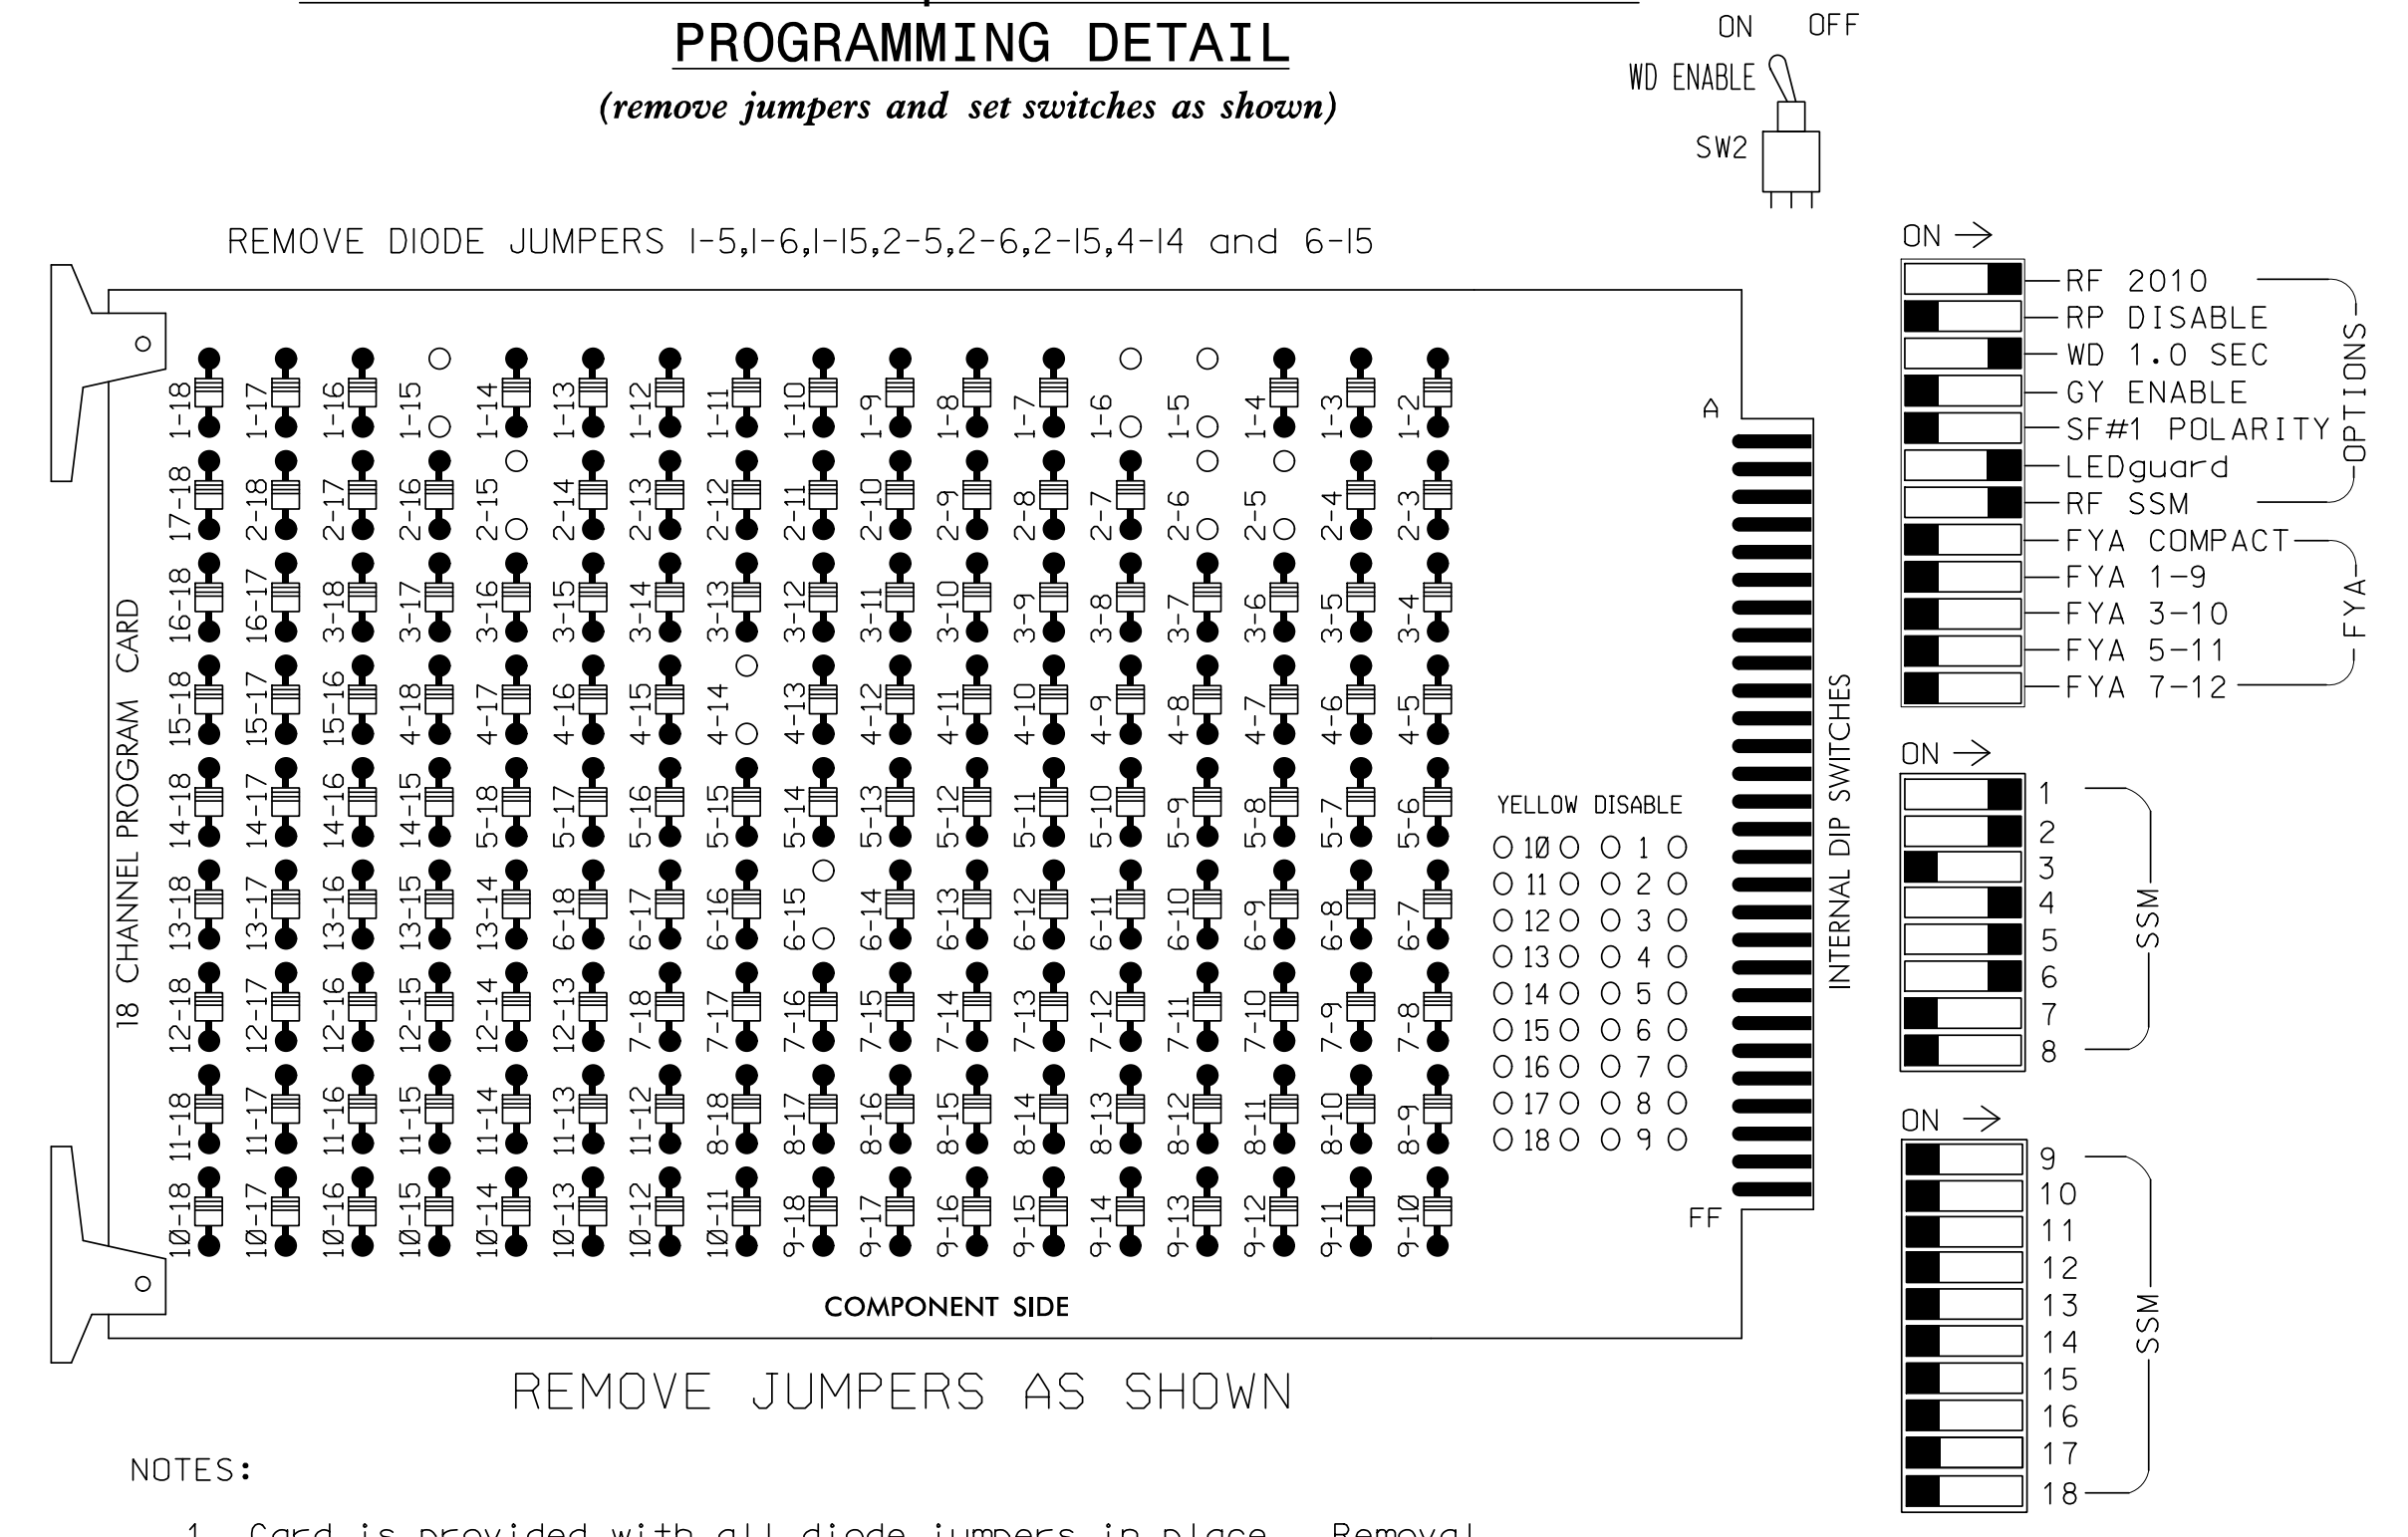 PROGRAMMING DETAIL
(remove jumpers and set switches as shown)
ON OFF
WD ENABLE
SW2
REMOVE DIODE JUMPERS 1-5,1-6,1-15,2-5,2-6,2-15,4-14 and 6-15
18 CHANNEL PROGRAM CARD
1-18 1-17 1-16 1-15 1-14 1-13 1-12 1-11 1-10 1-9 1-8 1-7 1-6 1-5 1-4 1-3 1-2
17-18 2-18 2-17 2-16 2-15 2-14 2-13 2-12 2-11 2-10 2-9 2-8 2-7 2-6 2-5 2-4 2-3
16-18 16-17 3-18 3-17 3-16 3-15 3-14 3-13 3-12 3-11 3-10 3-9 3-8 3-7 3-6 3-5 3-4
15-18 15-17 15-16 4-18 4-17 4-16 4-15 4-14 4-13 4-12 4-11 4-10 4-9 4-8 4-7 4-6 4-5
14-18 14-17 14-16 14-15 5-18 5-17 5-16 5-15 5-14 5-13 5-12 5-11 5-10 5-9 5-8 5-7 5-6
13-18 13-17 13-16 13-15 13-14 6-18 6-17 6-16 6-15 6-14 6-13 6-12 6-11 6-10 6-9 6-8 6-7
12-18 12-17 12-16 12-15 12-14 12-13 7-18 7-17 7-16 7-15 7-14 7-13 7-12 7-11 7-10 7-9 7-8
11-18 11-17 11-16 11-15 11-14 11-13 11-12 8-18 8-17 8-16 8-15 8-14 8-13 8-12 8-11 8-10 8-9
10-18 10-17 10-16 10-15 10-14 10-13 10-12 10-11 9-18 9-17 9-16 9-15 9-14 9-13 9-12 9-11 9-10
A
YELLOW DISABLE
10 1
11 2
12 3
13 4
14 5
15 6
16 7
17 8
18 9
FF
INTERNAL DIP SWITCHES
COMPONENT SIDE
ON →
RF 2010
RP DISABLE
WD 1.0 SEC
GY ENABLE
SF#1 POLARITY
LEDguard
RF SSM
OPTIONS
FYA COMPACT
FYA 1-9
FYA 3-10
FYA 5-11
FYA 7-12
FYA
ON →
1
2
3
4
5
6
7
8
SSM
ON →
9
10
11
12
13
14
15
16
17
18
SSM
REMOVE JUMPERS AS SHOWN
NOTES:
1. Card is provided with all diode jumpers in place. Removal